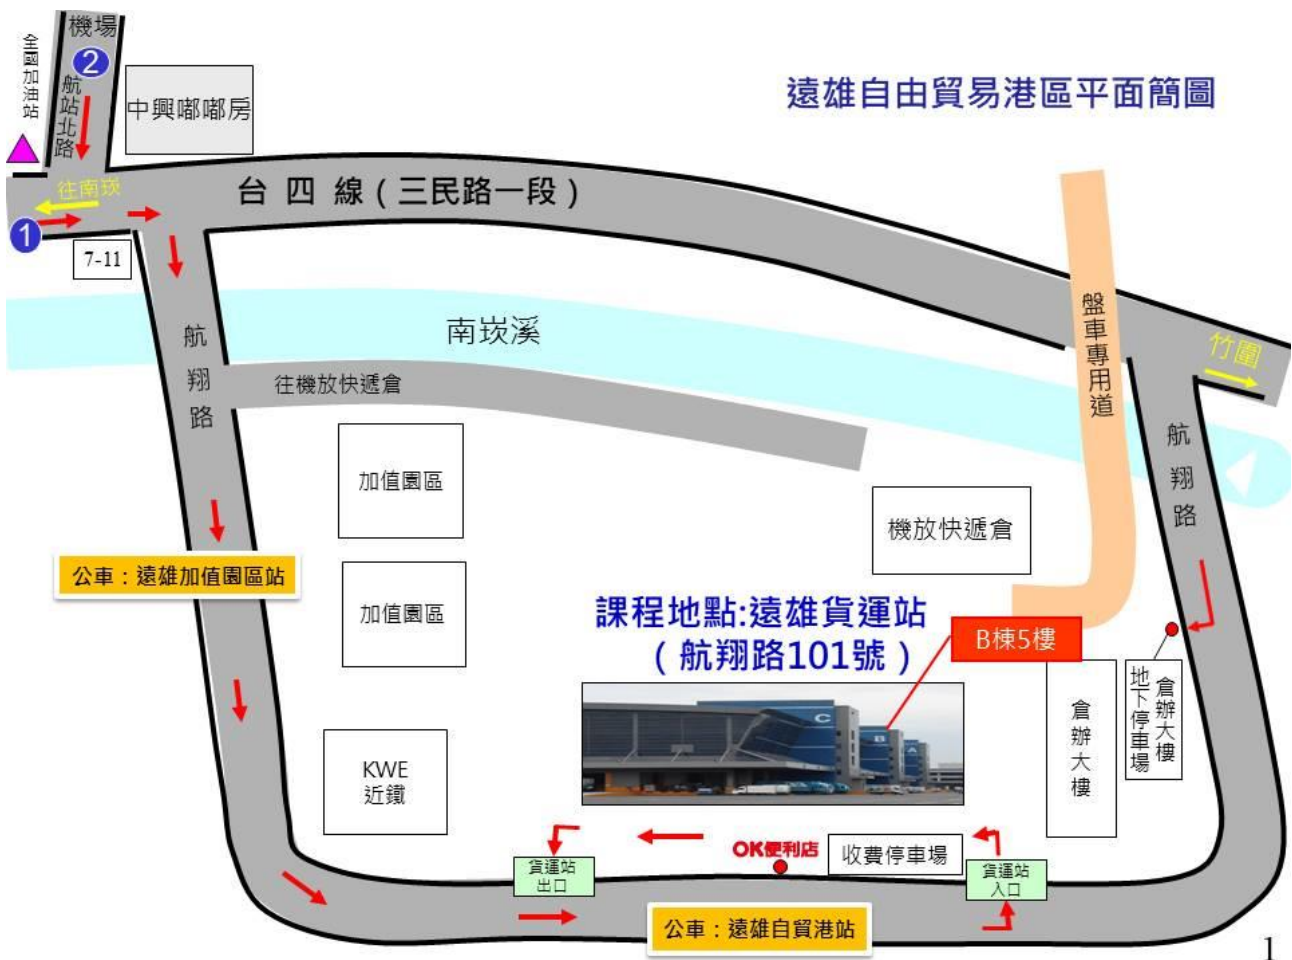 機場
全國加油站
2
航站北路
中興嘟嘟房
遠雄自由貿易港區平面簡圖
往南崁
台四線（三民路一段）
1
7-11
南崁溪
盤車專用道
竹圍
航翔路
往機放快遞倉
航翔路
加值園區
機放快遞倉
公車：遠雄加值園區站
加值園區
課程地點:遠雄貨運站
（航翔路101號）
B棟5樓
倉辦大樓
地下停車場
倉辦大樓
C
B
A
KWE
近鐵
OK便利店
收費停車場
貨運站
出口
貨運站
入口
公車：遠雄自貿港站
1